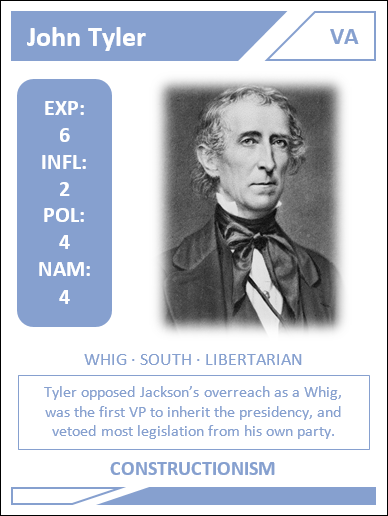 John Tyler
VA
EXP:
6
INFL:
2
POL:
4
NAM:
4
WHIG · SOUTH · LIBERTARIAN
Tyler opposed Jackson’s overreach as a Whig,
was the first VP to inherit the presidency, and
vetoed most legislation from his own party.
CONSTRUCTIONISM